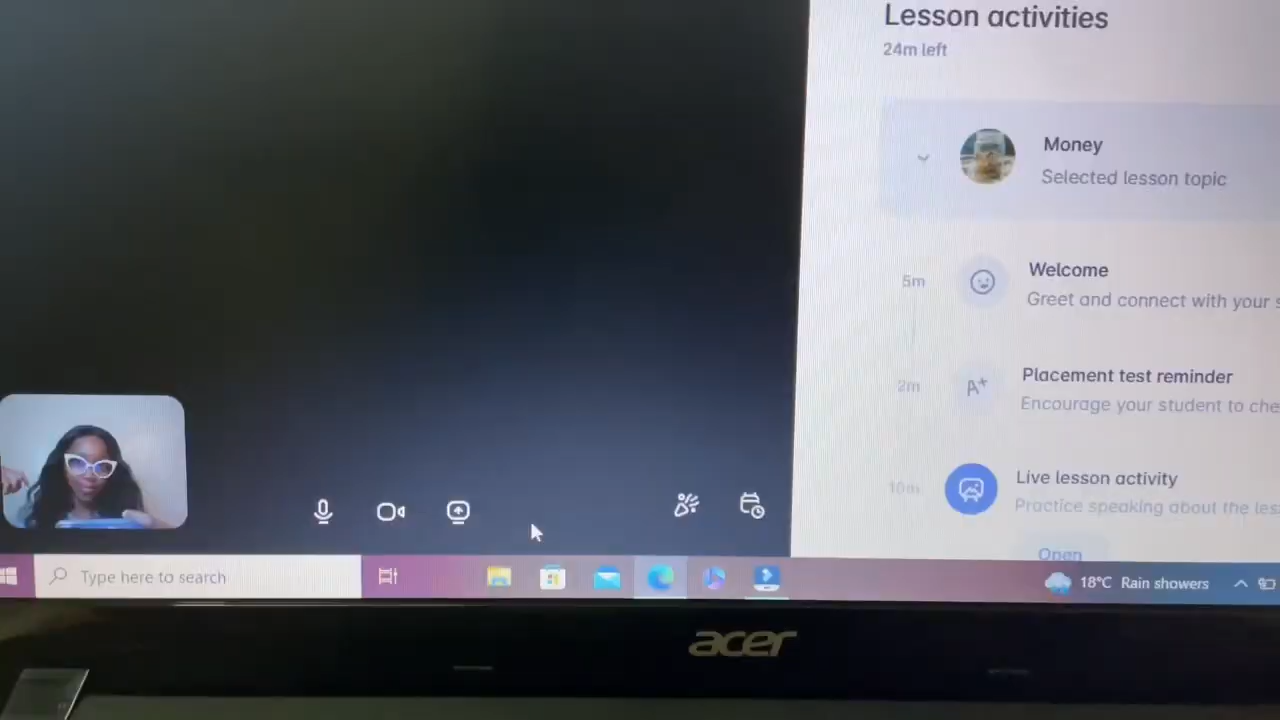 Lesson activities
24m left
Money
Selected lesson topic
5m
Welcome
Greet and connect with your
2m
A+
Placement test reminder
Encourage your student to
10m
Live lesson activity
Practice speaking about the
Open
Type here to search
18°C Rain showers
acer